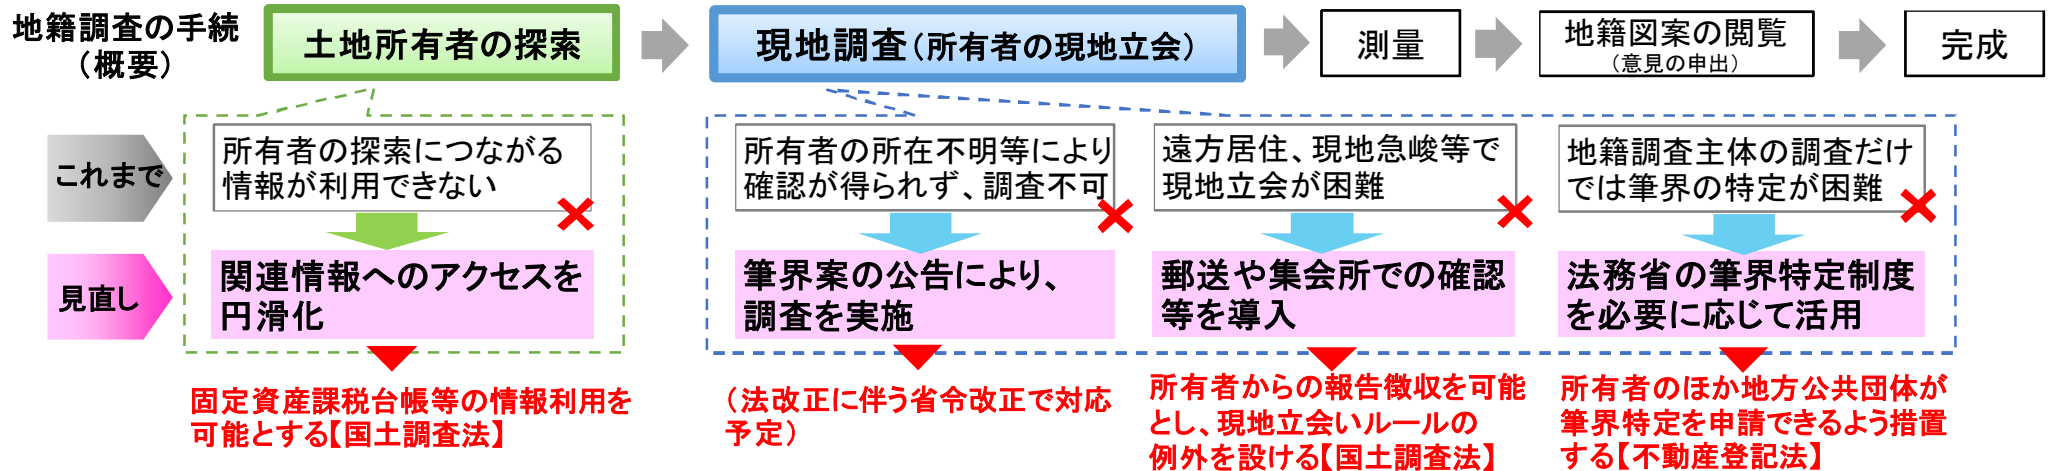 地籍調査の手続
（概要）
土地所有者の探索
現地調査（所有者の現地立会）
測量
地籍図案の閲覧
（意見の申出）
完成
これまで
所有者の探索につながる
情報が利用できない
所有者の所在不明等により
確認が得られず、調査不可
遠方居住、現地急峻等で
現地立会が困難
地籍調査主体の調査だけ
では筆界の特定が困難
見直し
関連情報へのアクセスを
円滑化
筆界案の公告により、
調査を実施
郵送や集会所での確認
等を導入
法務省の筆界特定制度
を必要に応じて活用
固定資産課税台帳等の情報利用を
可能とする【国土調査法】
（法改正に伴う省令改正で対応
予定）
所有者からの報告徴収を可能
とし、現地立会いルールの
例外を設ける【国土調査法】
所有者のほか地方公共団体が
筆界特定を申請できるよう措置
する【不動産登記法】